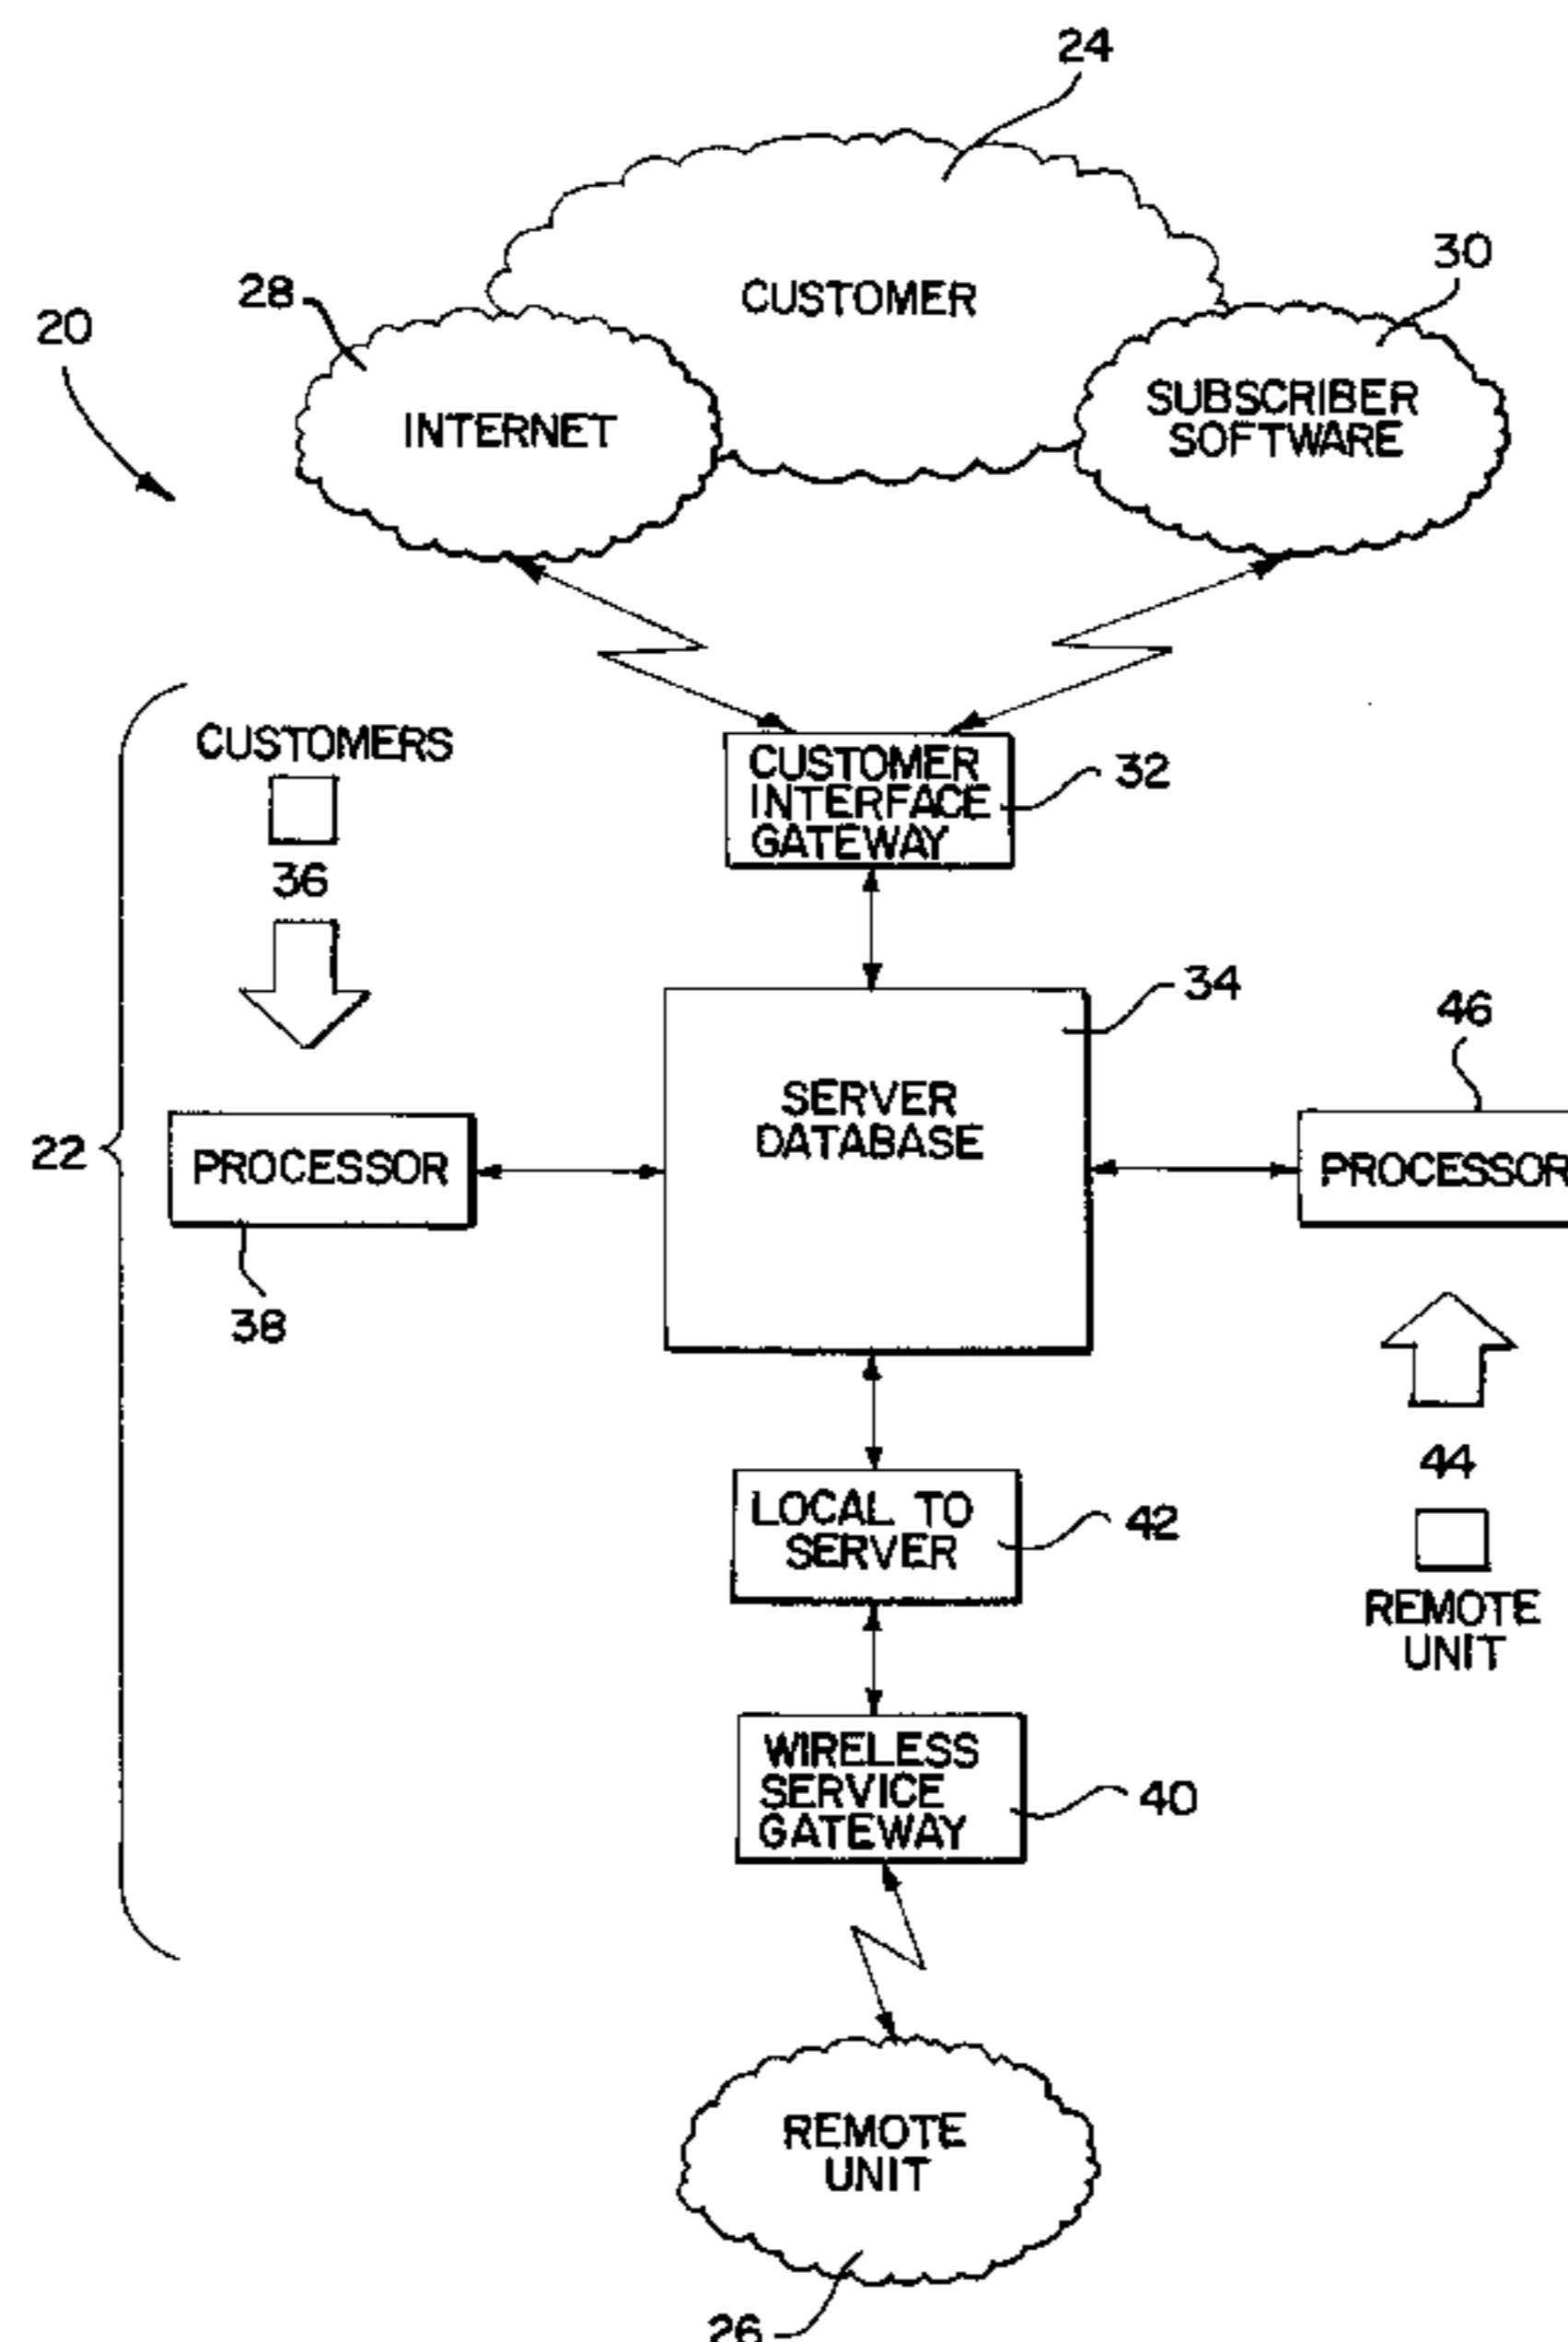 24
CUSTOMER
30
28
20
INTERNET
SUBSCRIBER
SOFTWARE
CUSTOMERS
36
CUSTOMER
INTERFACE
GATEWAY
32
34
46
SERVER
DATABASE
22
PROCESSOR
PROCESSOR
38
44
LOCAL TO
SERVER
42
REMOTE
UNIT
WIRELESS
SERVICE
GATEWAY
40
REMOTE
UNIT
26